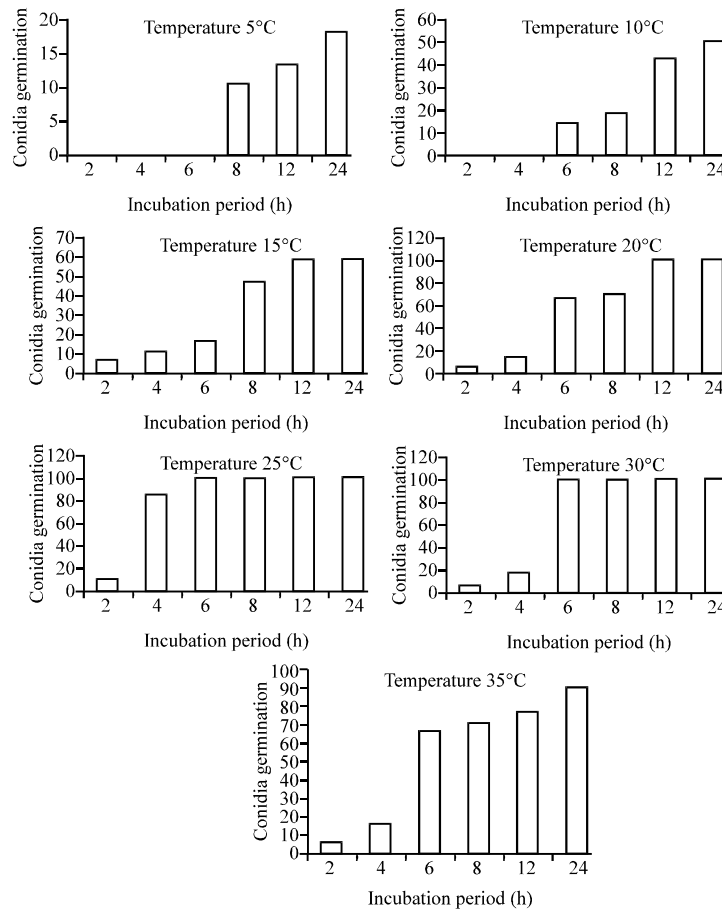 Temperature 5°C
Conidia germination
20
15
10
5
0
2 4 6 8 12 24
Incubation period (h)
Temperature 10°C
Conidia germination
60
50
40
30
20
10
0
2 4 6 8 12 24
Incubation period (h)
Temperature 15°C
Conidia germination
70
60
50
40
30
20
10
0
2 4 6 8 12 24
Incubation period (h)
Temperature 20°C
Conidia germination
120
100
80
60
40
20
0
2 4 6 8 12 24
Incubation period (h)
Temperature 25°C
Conidia germination
120
100
80
60
40
20
0
2 4 6 8 12 24
Incubation period (h)
Temperature 30°C
Conidia germination
120
100
80
60
40
20
0
2 4 6 8 12 24
Incubation period (h)
Temperature 35°C
Conidia germination
100
90
80
70
60
50
40
30
20
10
0
2 4 6 8 12 24
Incubation period (h)